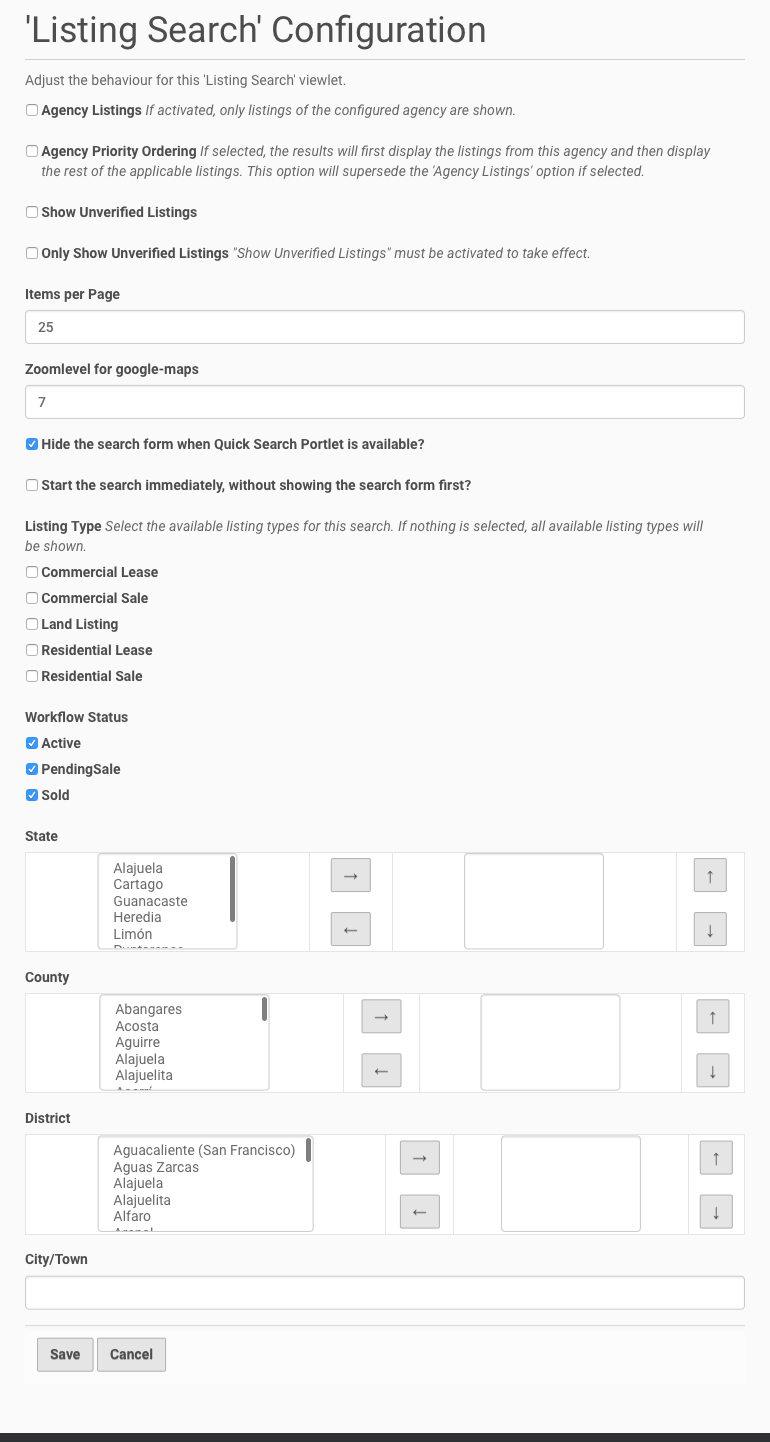 'Listing Search' Configuration
Adjust the behaviour for this 'Listing Search' viewlet.
Agency Listings If activated, only listings of the configured agency are shown.
Agency Priority Ordering If selected, the results will first display the listings from this agency and then display
the rest of the applicable listings. This option will supersede the 'Agency Listings' option if selected.
Show Unverified Listings
Only Show Unverified Listings "Show Unverified Listings" must be activated to take effect.
Items per Page
25
Zoomlevel for google-maps
7
Hide the search form when Quick Search Portlet is available?
Start the search immediately, without showing the search form first?
Listing Type Select the available listing types for this search. If nothing is selected, all available listing types will
be shown.
Commercial Lease
Commercial Sale
Land Listing
Residential Lease
Residential Sale
Workflow Status
Active
PendingSale
Sold
State
Alajuela
Cartago
Guanacaste
Heredia
Limón
→
←
↑
↓
County
Abangares
Acosta
Aguirre
Alajuela
Alajuelita
→
←
↑
↓
District
Aguacaliente (San Francisco)
Aguas Zarcas
Alajuela
Alajuelita
Alfaro
→
←
↑
↓
City/Town
Save Cancel